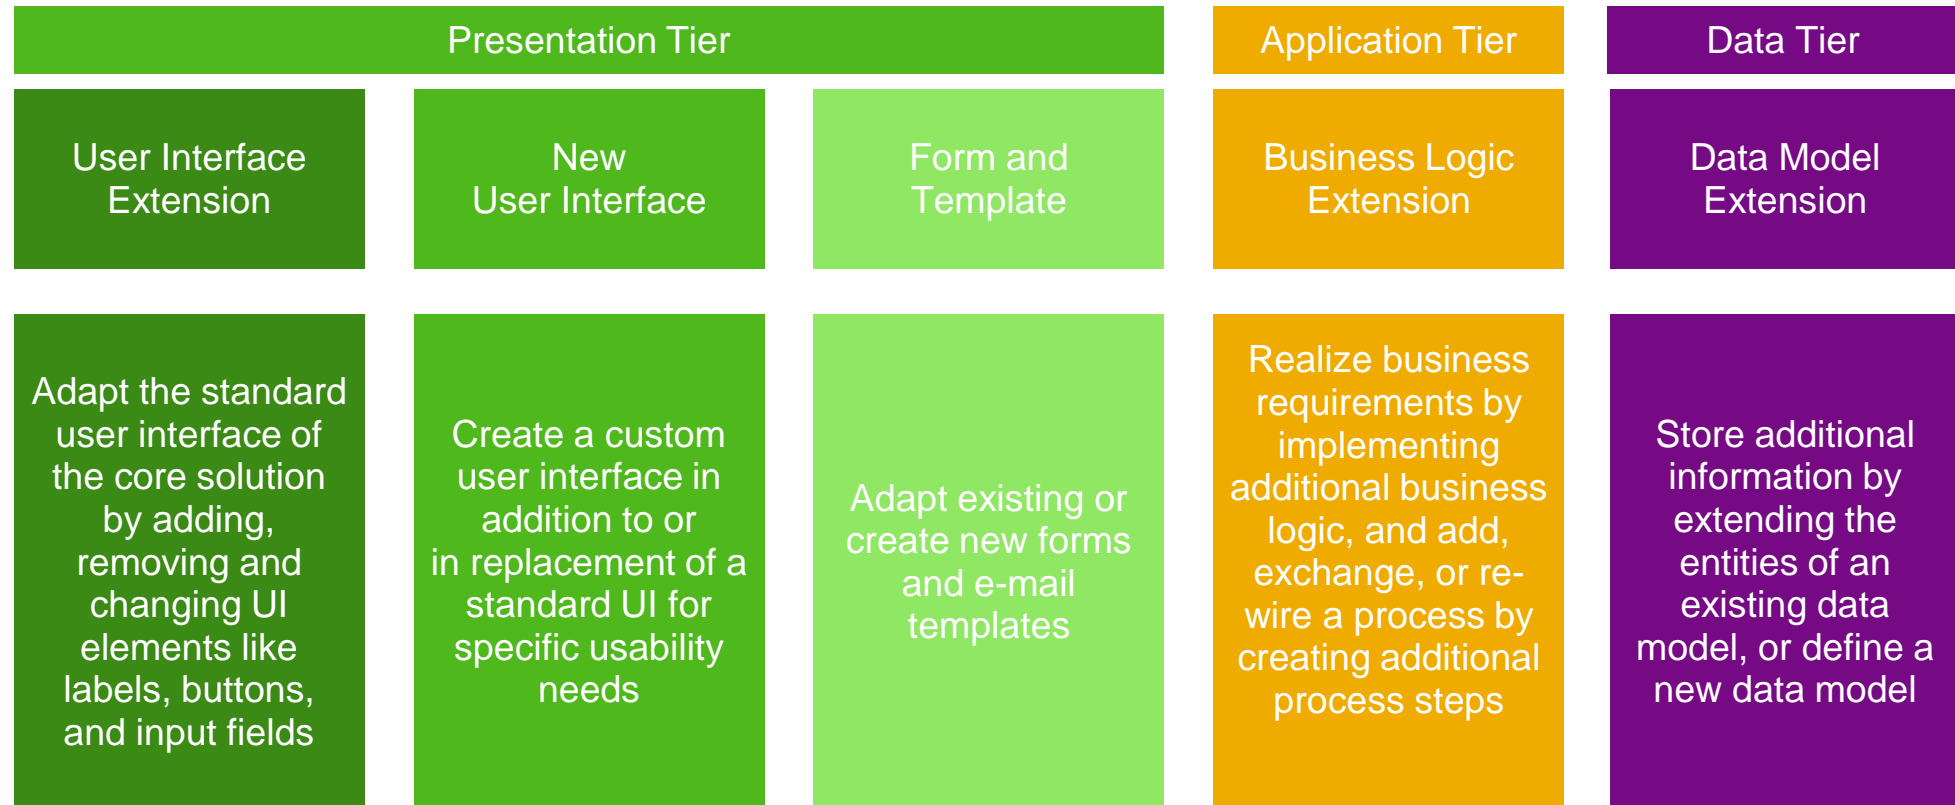 Presentation Tier
Application Tier
Data Tier
User Interface
Extension
New
User Interface
Form and
Template
Business Logic
Extension
Data Model
Extension
Adapt the standard
user interface of
the core solution
by adding,
removing and
changing UI
elements like
labels, buttons,
and input fields
Create a custom
user interface in
addition to or
in replacement of a
standard UI for
specific usability
needs
Adapt existing or
create new forms
and e-mail
templates
Realize business
requirements by
implementing
additional business
logic, and add,
exchange, or re-
wire a process by
creating additional
process steps
Store additional
information by
extending the
entities of an
existing data
model, or define a
new data model